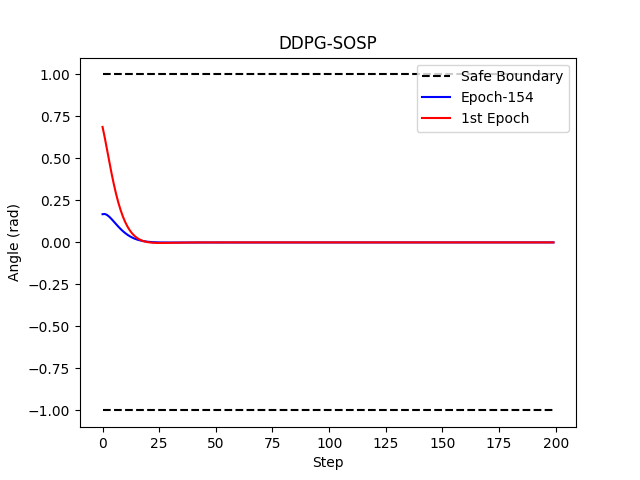 DDPG-SOSP
Safe Boundary
Epoch-154
1st Epoch
Angle (rad)
1.00
0.75
0.50
0.25
0.00
−0.25
−0.50
−0.75
−1.00
0 25 50 75 100 125 150 175 200
Step